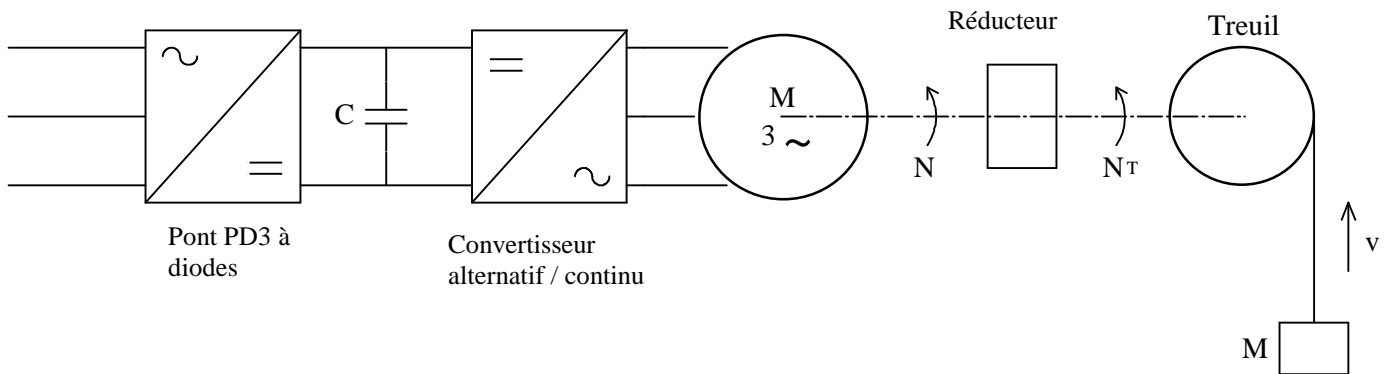 Réducteur
Treuil
C
M
3 ~
N
NT
v
M
Pont PD3 à
diodes
Convertisseur
alternatif / continu